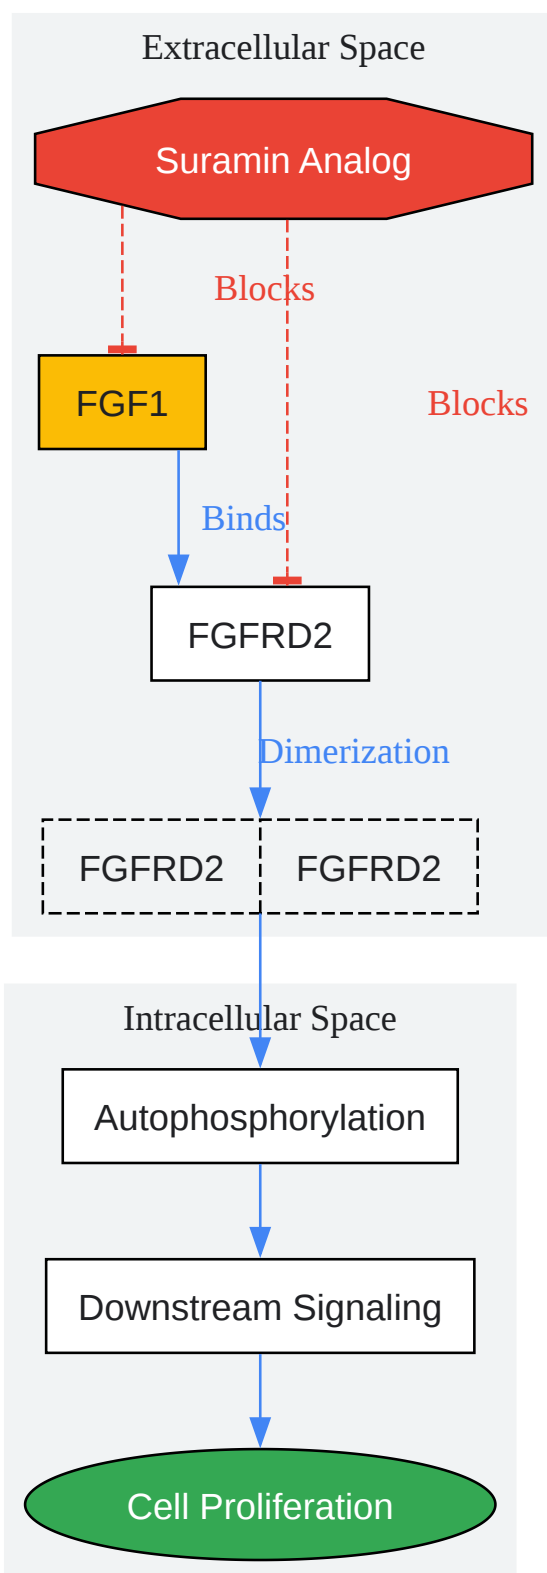 Extracellular Space
Suramin Analog
Blocks
FGF1
Blocks
Binds
FGFRD2
Dimerization
FGFRD2
FGFRD2
Intracellular Space
Autophosphorylation
Downstream Signaling
Cell Proliferation